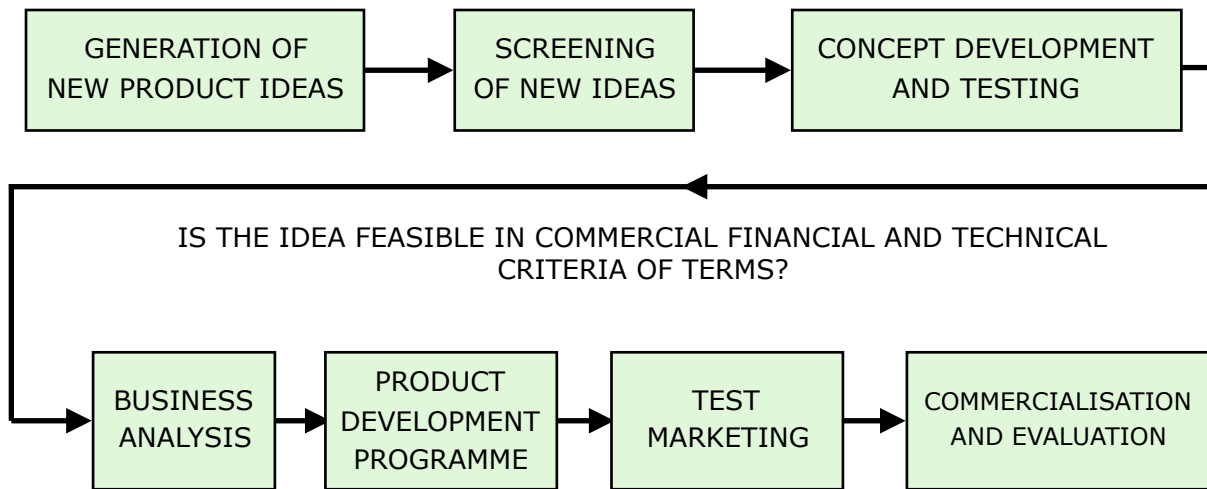 GENERATION OF
NEW PRODUCT IDEAS
SCREENING
OF NEW IDEAS
CONCEPT DEVELOPMENT
AND TESTING
IS THE IDEA FEASIBLE IN COMMERCIAL FINANCIAL AND TECHNICAL
CRITERIA OF TERMS?
BUSINESS
ANALYSIS
PRODUCT
DEVELOPMENT
PROGRAMME
TEST
MARKETING
COMMERCIALISATION
AND EVALUATION